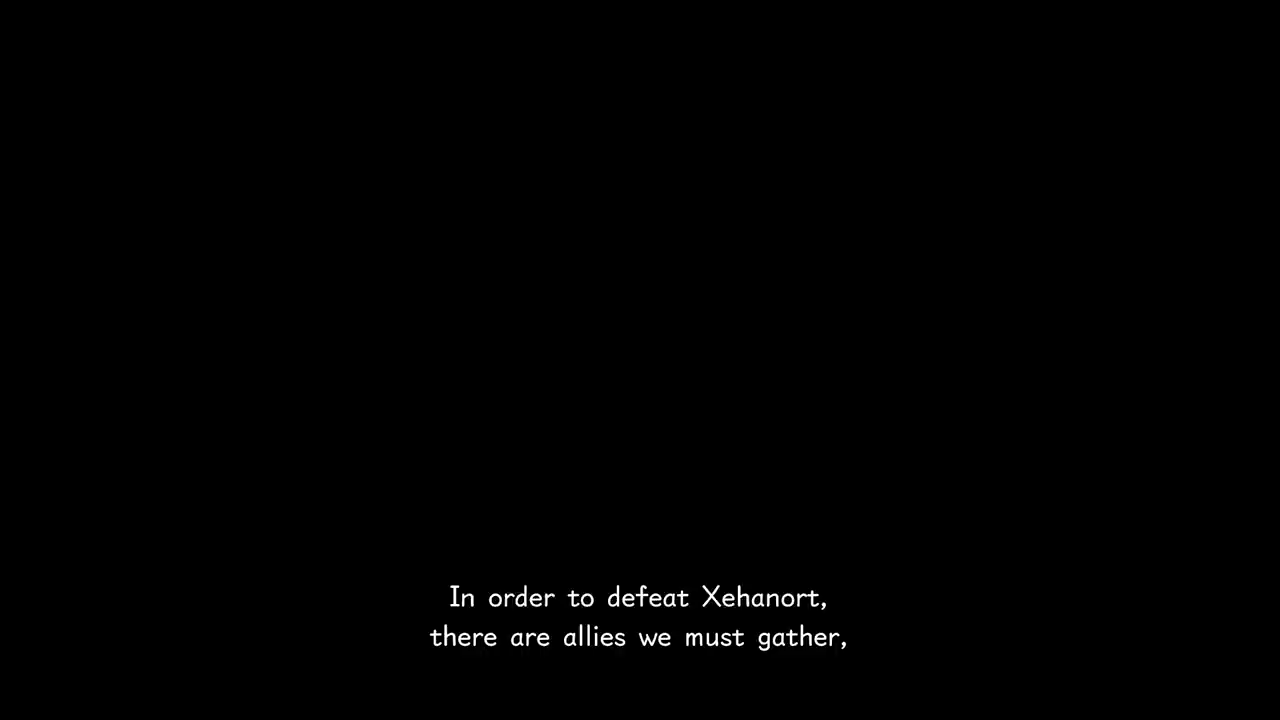 In order to defeat Xehanort,
there are allies we must gather,